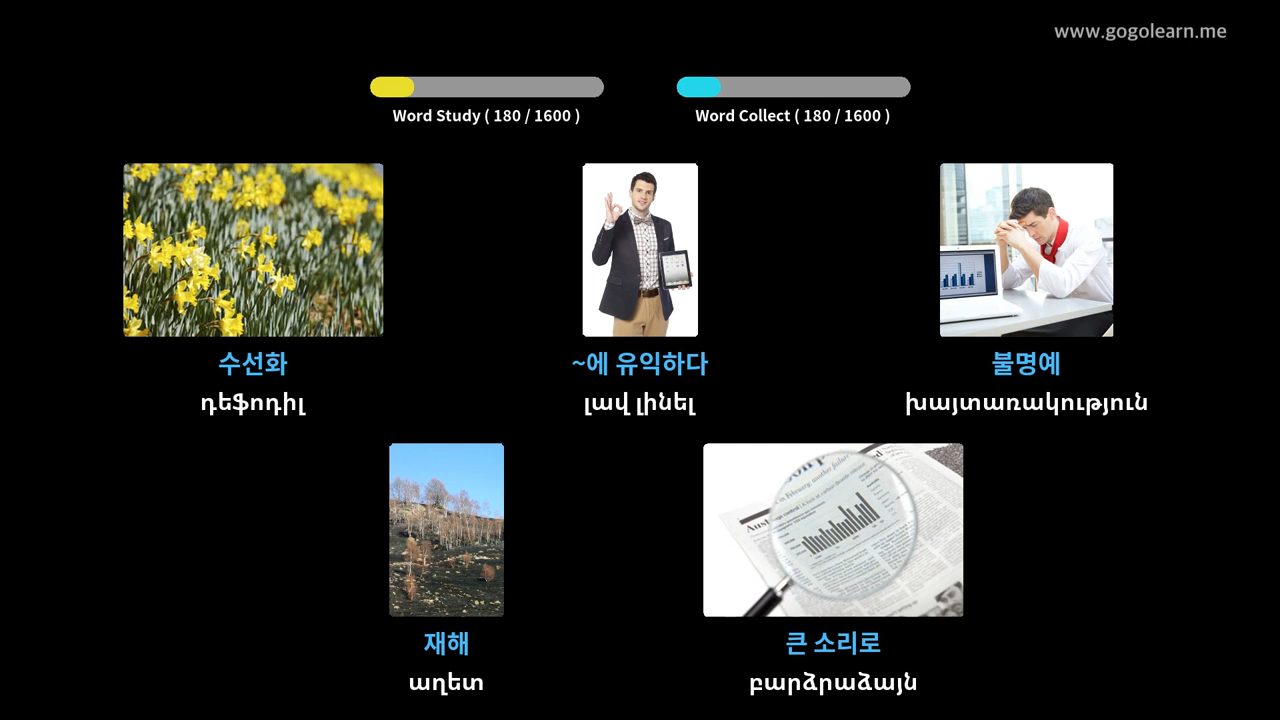 www.gogolearn.me
Word Study ( 180 / 1600 )
Word Collect ( 180 / 1600 )
수선화
դեֆոդիլ
~에 유익하다
լավ լինել
불명예
խայտառակություն
재해
աղետ
큰 소리로
բարձրաձայն